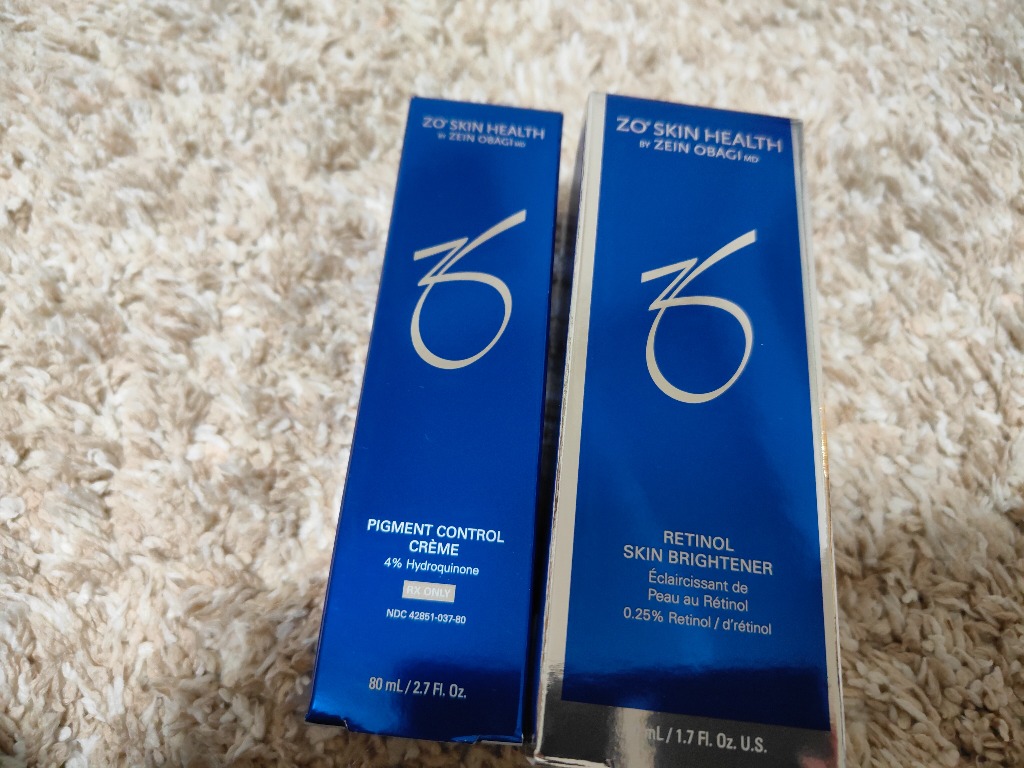 ZO® SKIN HEALTH
BY ZEIN OBAGI MD
PIGMENT CONTROL
CRÈME
4% Hydroquinone
RX ONLY
NDC 42851-037-80
80 mL / 2.7 Fl. Oz.
ZO® SKIN HEALTH
BY ZEIN OBAGI MD
RETINOL
SKIN BRIGHTENER
Éclaircissant de
Peau au Rétinol
0.25% Retinol / d'rétinol
mL / 1.7 Fl. Oz. U.S.